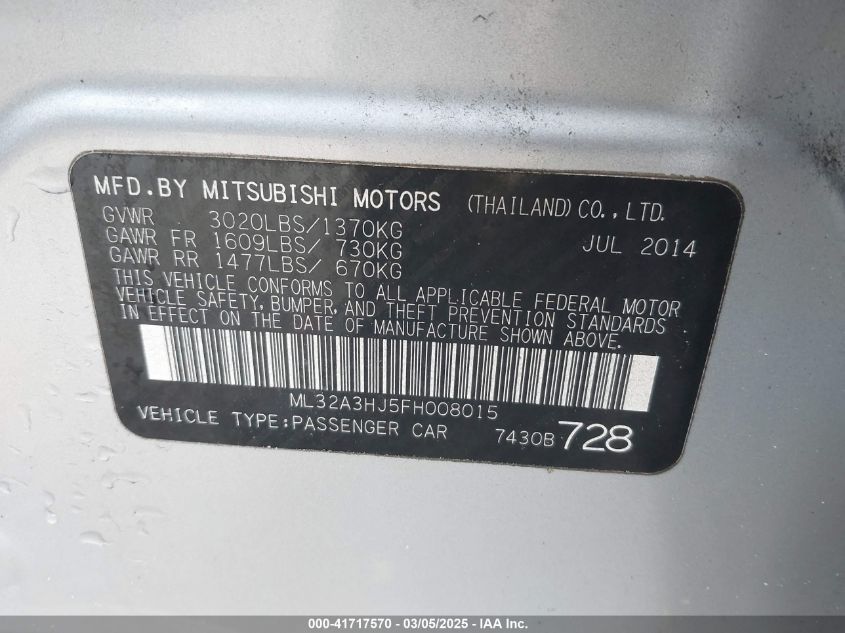 MFD.BY MITSUBISHI MOTORS (THAILAND)CO.,LTD.
GVWR 3020LBS/1370KG JUL 2014
GAWR FR 1609LBS/ 730KG
GAWR RR 1477LBS/ 670KG
THIS VEHICLE CONFORMS TO ALL APPLICABLE FEDERAL MOTOR
VEHICLE SAFETY, BUMPER, AND THEFT PREVENTION STANDARDS
IN EFFECT ON THE DATE OF MANUFACTURE SHOWN ABOVE.
ML32A3HJ5FH008015
VEHICLE TYPE:PASSENGER CAR 7430B 728
000-41717570 - 03/05/2025 - IAAI.com